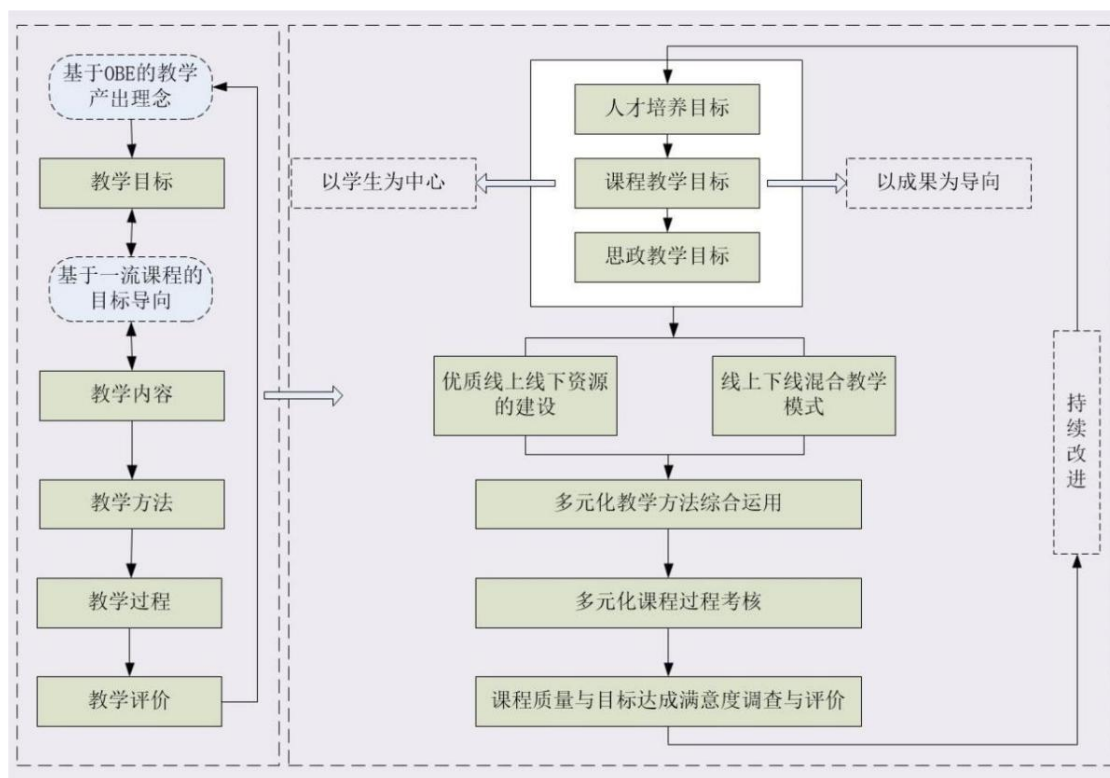 基于OBE的教学
产出理念
教学目标
基于一流课程的
目标导向
教学内容
教学方法
教学过程
教学评价
人才培养目标
以学生为中心
课程教学目标
以成果为导向
思政教学目标
优质线上线下资源
的建设
线上下线混合教学
模式
多元化教学方法综合运用
多元化课程过程考核
课程质量与目标达成满意度调查与评价
持续改进